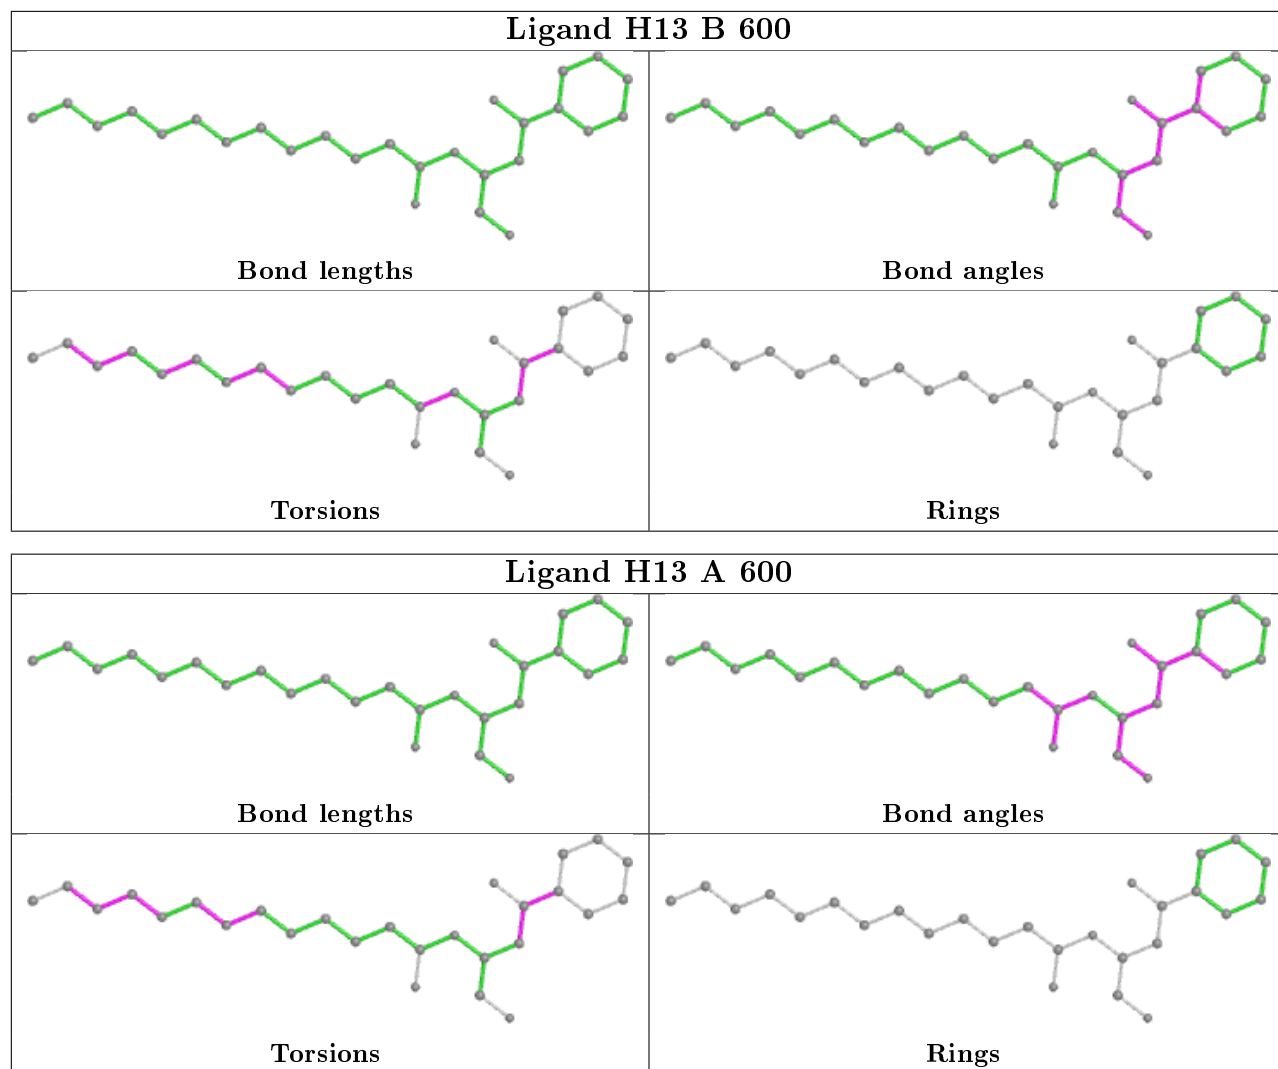 Ligand H13 B 600
Bond lengths
Bond angles
Torsions
Rings
Ligand H13 A 600
Bond lengths
Bond angles
Torsions
Rings